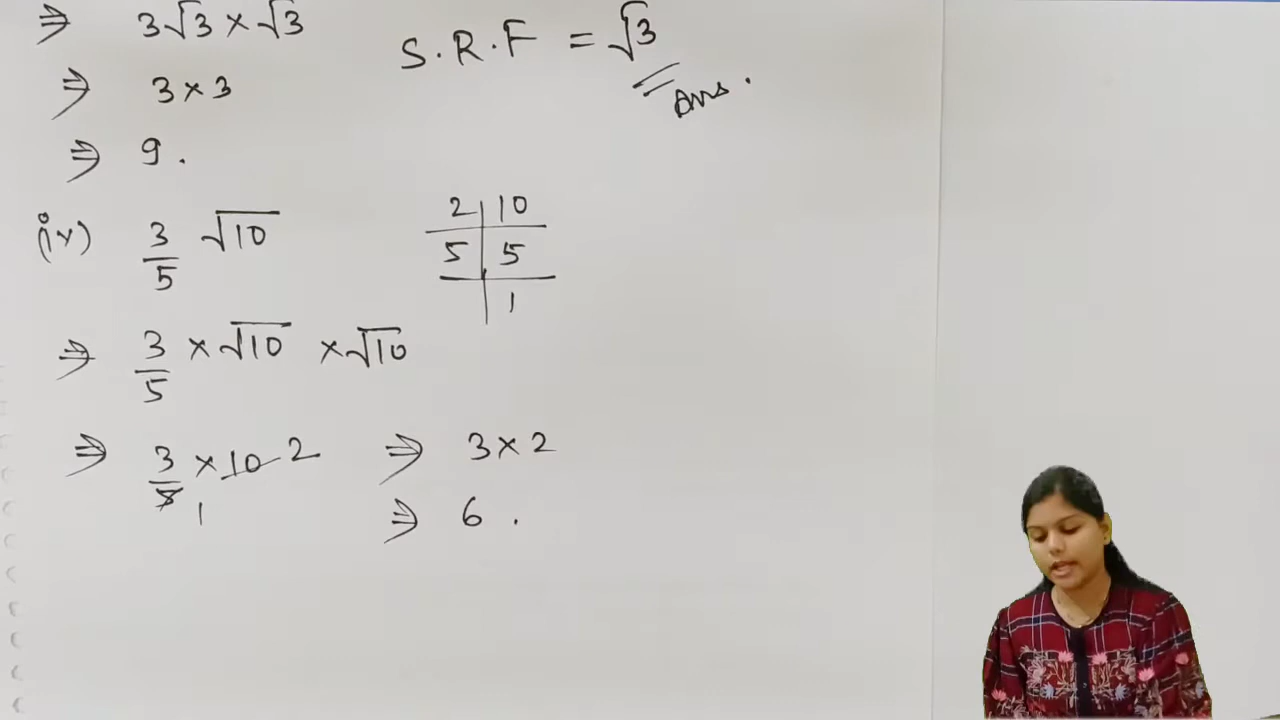 ⇒ 3√3 × √3
S.R.F = √3
Ans.
⇒ 3 × 3
⇒ 9.
(iv) 3/5 √10
2 | 10
5 | 5
| 1
⇒ 3/5 × √10 × √10
⇒ 3/5 × 10 2
1
⇒ 3 × 2
⇒ 6.